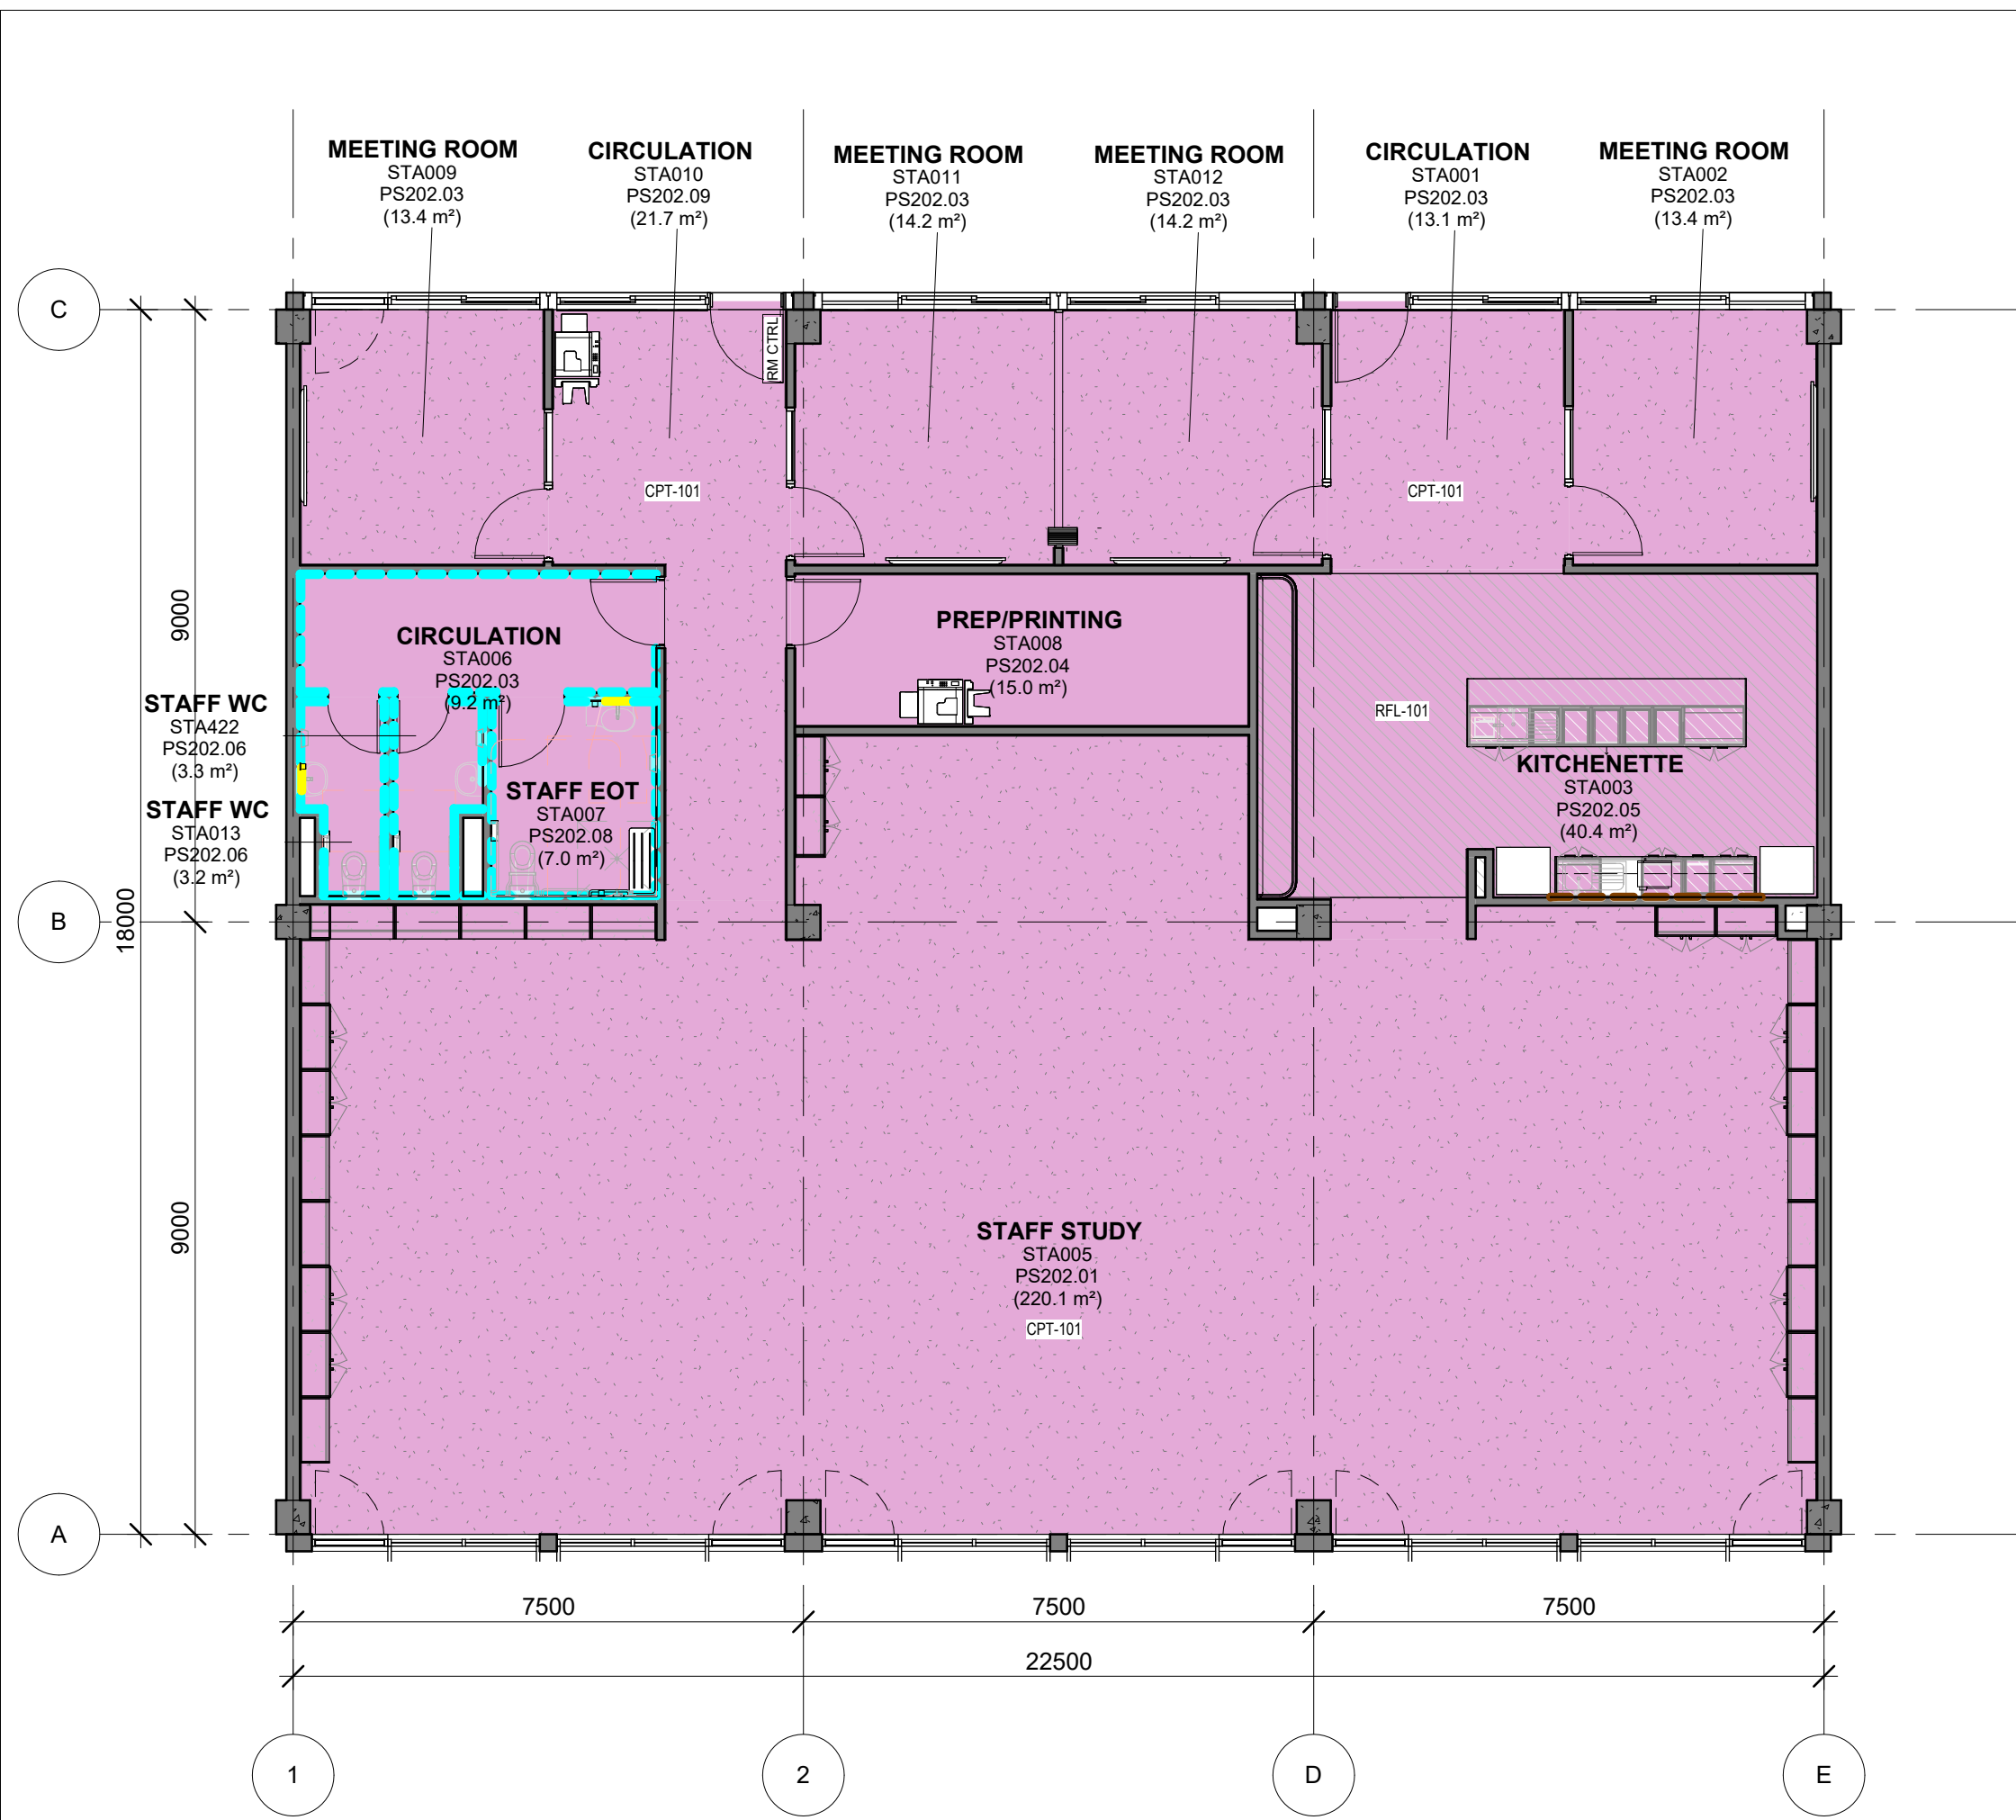 MEETING ROOM
STA009
PS202.03
(13.4 m²)
CIRCULATION
STA010
PS202.09
(21.7 m²)
MEETING ROOM
STA011
PS202.03
(14.2 m²)
MEETING ROOM
STA012
PS202.03
(14.2 m²)
CIRCULATION
STA001
PS202.03
(13.1 m²)
MEETING ROOM
STA002
PS202.03
(13.4 m²)
C
RM CTRL
CPT-101
CPT-101
9000
18000
CIRCULATION
STA006
PS202.03
(9.2 m²)
PREP/PRINTING
STA008
PS202.04
(15.0 m²)
RFL-101
STAFF WC
STA422
PS202.06
(3.3 m²)
STAFF WC
STA013
PS202.06
(3.2 m²)
STAFF EOT
STA007
PS202.08
(7.0 m²)
KITCHENETTE
STA003
PS202.05
(40.4 m²)
B
9000
STAFF STUDY
STA005
PS202.01
(220.1 m²)
CPT-101
A
7500
7500
7500
22500
1
2
D
E